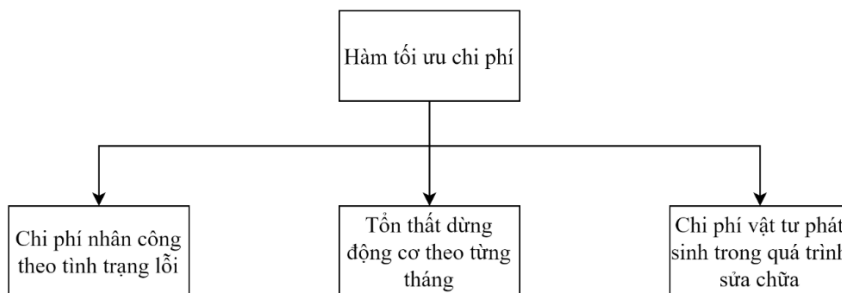 Hàm tối ưu chi phí
Chi phí nhân công
theo tình trạng lỗi
Tổn thất dừng
động cơ theo từng
tháng
Chi phí vật tư phát
sinh trong quá trình
sửa chữa